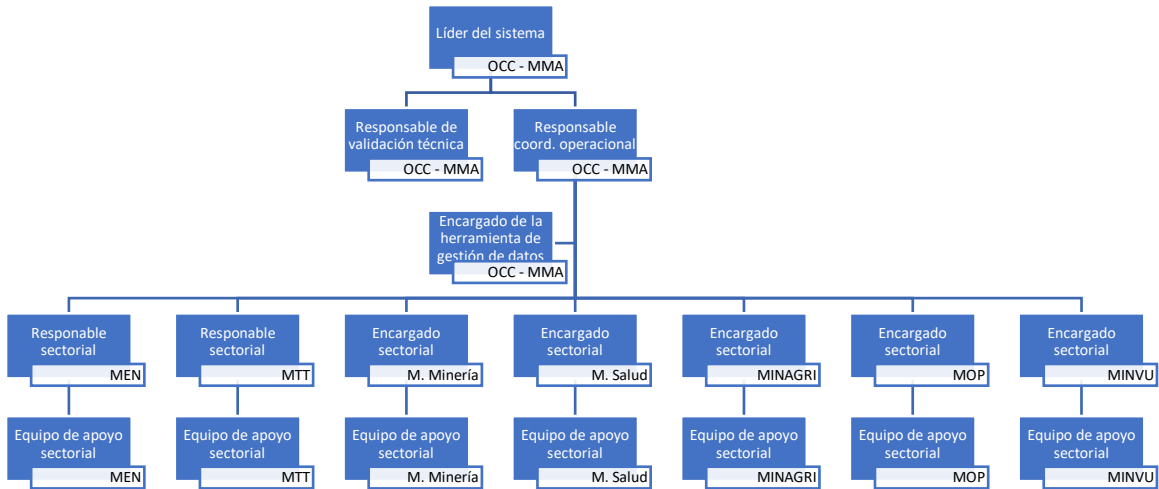 Líder del sistema
OCC - MMA
Responsable de
validación técnica
OCC - MMA
Responsable
coord. operacional
OCC - MMA
Encargado de la
herramienta de
gestión de datos
OCC - MMA
Responable
sectorial
MEN
Responable
sectorial
MTT
Encargado
sectorial
M. Minería
Encargado
sectorial
M. Salud
Encargado
sectorial
MINAGRI
Encargado
sectorial
MOP
Encargado
sectorial
MINVU
Equipo de apoyo
sectorial
MEN
Equipo de apoyo
sectorial
MTT
Equipo de apoyo
sectorial
M. Minería
Equipo de apoyo
sectorial
M. Salud
Equipo de apoyo
sectorial
MINAGRI
Equipo de apoyo
sectorial
MOP
Equipo de apoyo
sectorial
MINVU